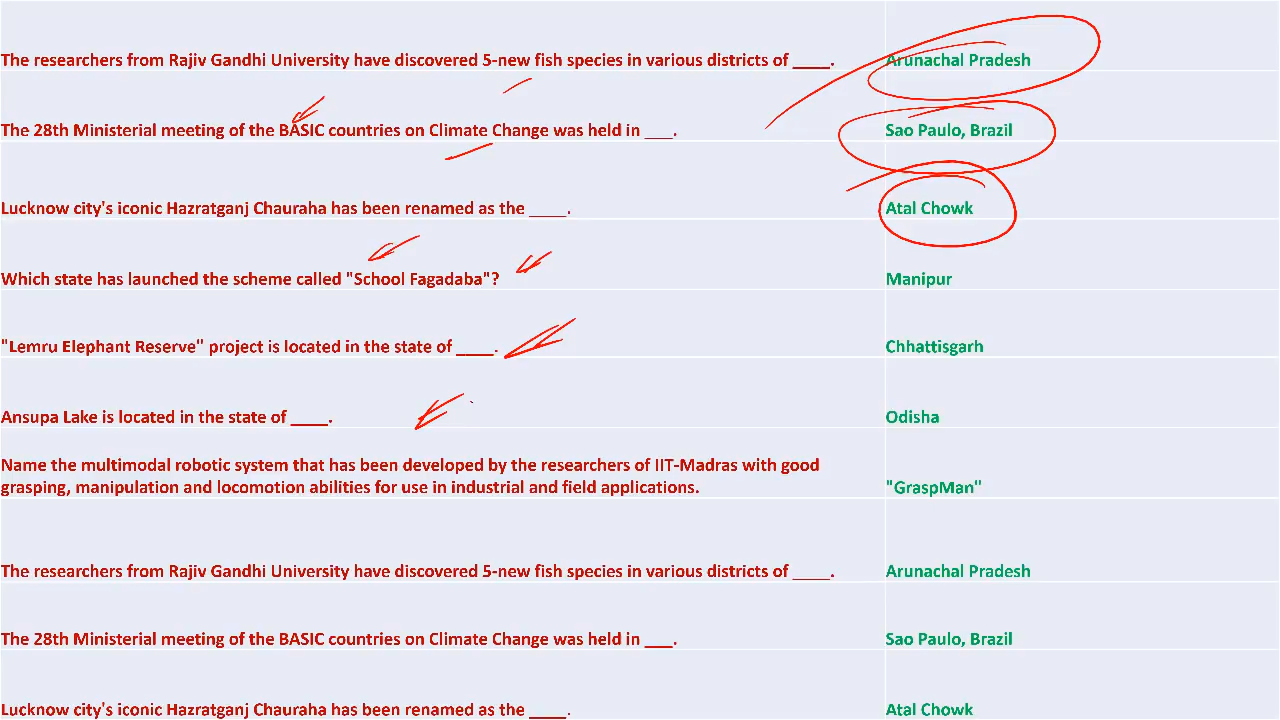 The researchers from Rajiv Gandhi University have discovered 5-new fish species in various districts of ____. Arunachal Pradesh
The 28th Ministerial meeting of the BASIC countries on Climate Change was held in ___. Sao Paulo, Brazil
Lucknow city's iconic Hazratganj Chauraha has been renamed as the ____. Atal Chowk
Which state has launched the scheme called "School Fagadaba"? Manipur
"Lemru Elephant Reserve" project is located in the state of ____. Chhattisgarh
Ansupa Lake is located in the state of ____. Odisha
Name the multimodal robotic system that has been developed by the researchers of IIT-Madras with good
grasping, manipulation and locomotion abilities for use in industrial and field applications. "GraspMan"
The researchers from Rajiv Gandhi University have discovered 5-new fish species in various districts of ____. Arunachal Pradesh
The 28th Ministerial meeting of the BASIC countries on Climate Change was held in ___. Sao Paulo, Brazil
Lucknow city's iconic Hazratganj Chauraha has been renamed as the ____. Atal Chowk